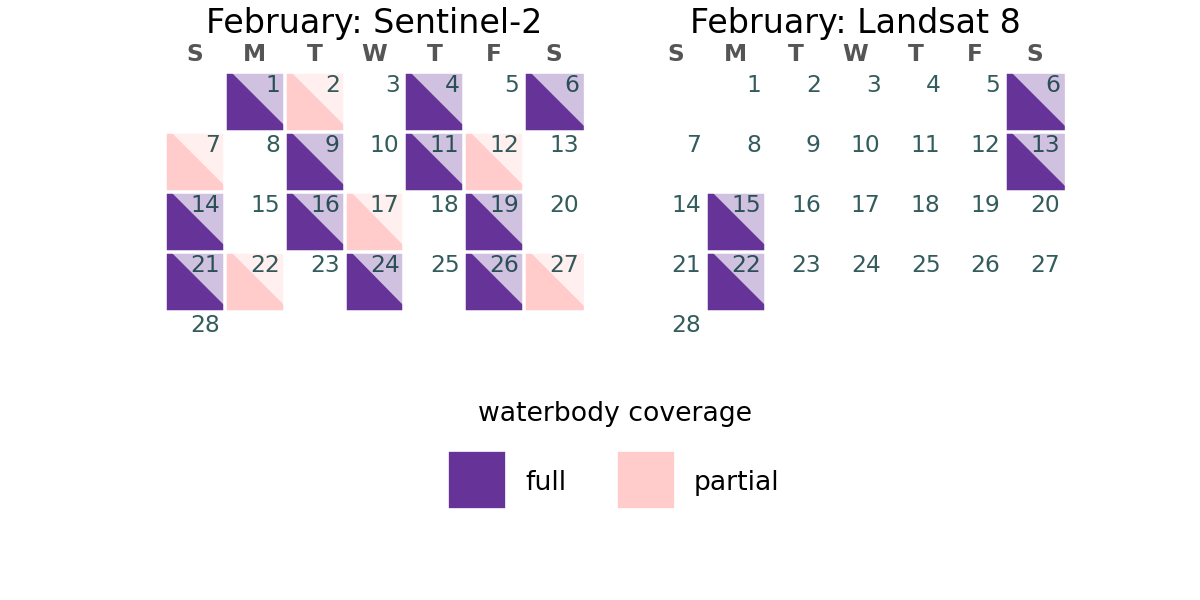 February: Sentinel-2
S M T W T F S
1 2 3 4 5 6
7 8 9 10 11 12 13
14 15 16 17 18 19 20
21 22 23 24 25 26 27
28
February: Landsat 8
S M T W T F S
1 2 3 4 5 6
7 8 9 10 11 12 13
14 15 16 17 18 19 20
21 22 23 24 25 26 27
28
waterbody coverage
full
partial